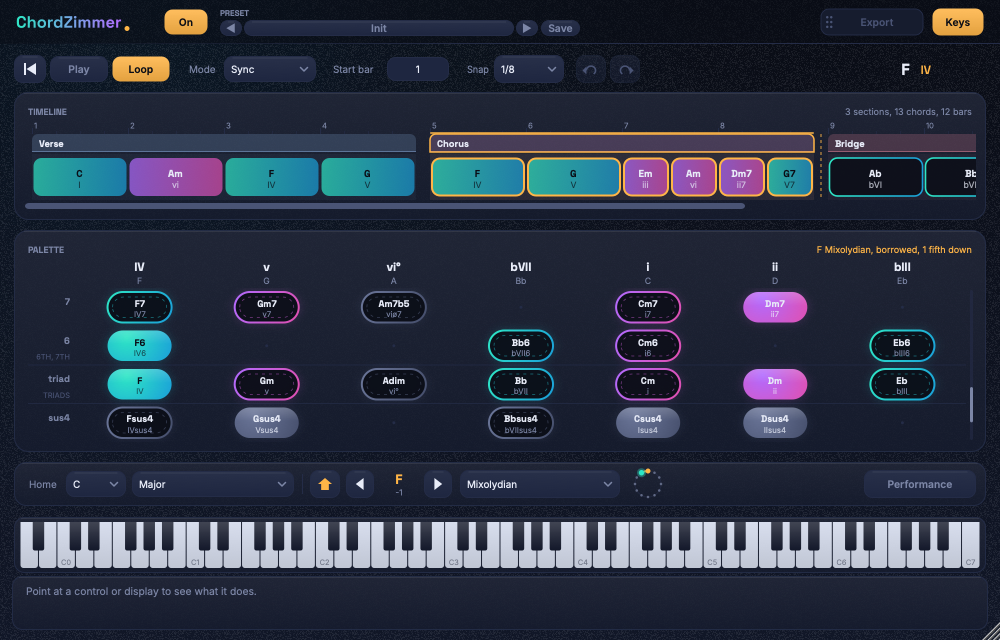 ChordZimmer.
On
PRESET
Init
Save
Export
Keys
Play
Loop
Mode
Sync
Start bar
1
Snap
1/8
F IV
TIMELINE
3 sections, 13 chords, 12 bars
1 2 3 4 5 6 7 8 9 10
Verse Chorus Bridge
C Am F G F G Em Am Dm7 G7 Ab Bb
I vi IV V IV V iii vi ii7 V7 bVI
PALETTE
F Mixolydian, borrowed, 1 fifth down
IV v vi° bVII i ii bIII
F G A Bb C D Eb
7
F7 Gm7 Am7b5 Cm7 Dm7
IV7 v7 viø7 i7 ii7
6
F6 Bb6 Cm6 Eb6
6TH, 7TH
IV6 bVII6 i6 bIII6
triad
F Gm Adim Bb Cm Dm Eb
TRIADS
IV v vi° bVII i ii bIII
sus4
Fsus4 Gsus4 Bbsus4 Csus4 Dsus4
IVsus4 Vsus4 bVIIsus4 Isus4 IIsus4
Home
C
Major
F
-1
Mixolydian
Performance
C0 C1 C2 C3 C4 C5 C6 C7
Point at a control or display to see what it does.